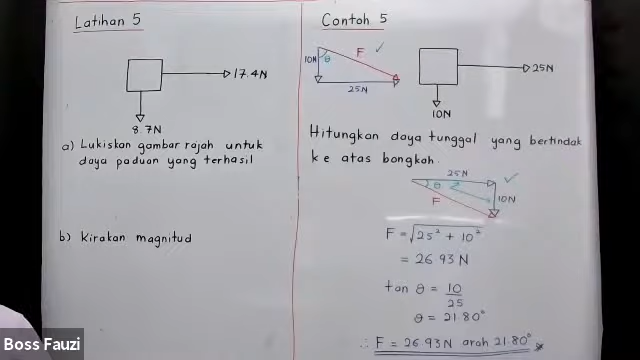 Latihan 5
17.4N
8.7N
a) Lukiskan gambar rajah untuk
daya paduan yang terhasil
b) Kirakan magnitud
Contoh 5
10N
θ
F ✓
25N
25N
10N
Hitungkan daya tunggal yang bertindak
ke atas bongkah.
25N
θ
✓
F
10N
F = √25² + 10²
= 26.93 N
tan θ = 10
25
θ = 21.80°
∴ F = 26.93 N arah 21.80°
Boss Fauzi